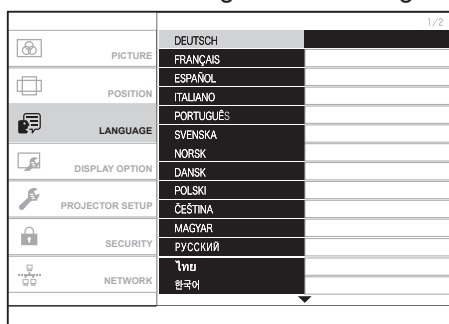 1/2
PICTURE
POSITION
LANGUAGE
DISPLAY OPTION
PROJECTOR SETUP
SECURITY
NETWORK
DEUTSCH
FRANÇAIS
ESPAÑOL
ITALIANO
PORTUGUÊS
SVENSKA
NORSK
DANSK
POLSKI
ČEŠTINA
MAGYAR
РУССКИЙ
ไทย
한국어